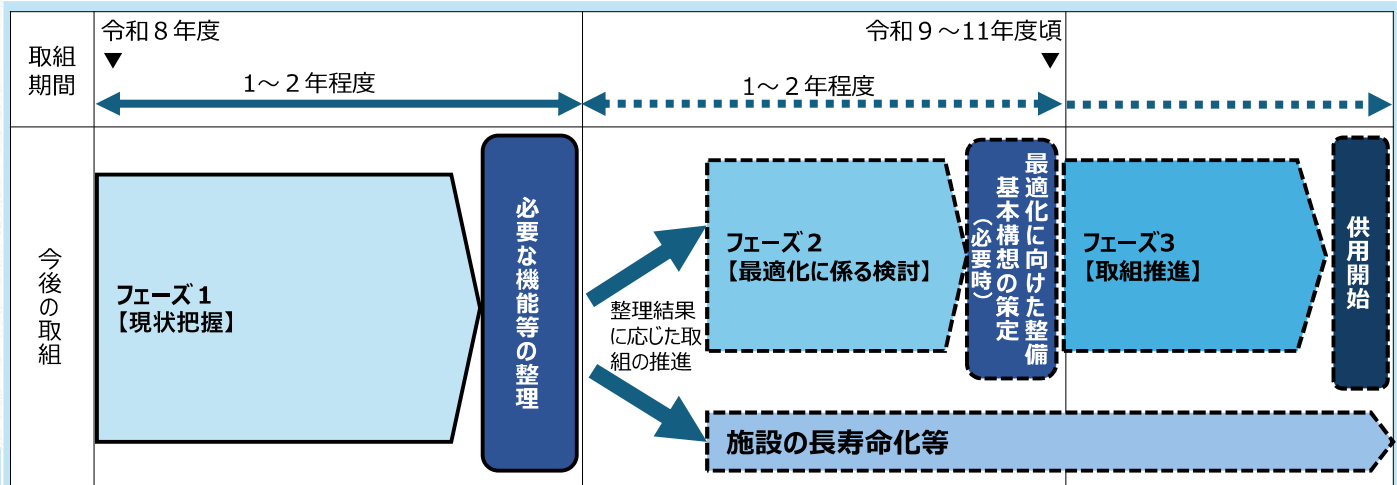 取組
期間
令和８年度
▼
1～２年程度
令和９～11年度頃
▼
1～２年程度
今後の取組
フェーズ１
【現状把握】
必要な機能等の整理
整理結果
に応じた取
組の推進
フェーズ２
【最適化に係る検討】
最適化に向けた整備
基本構想の策定
（必要時）
フェーズ3
【取組推進】
供用開始
施設の長寿命化等